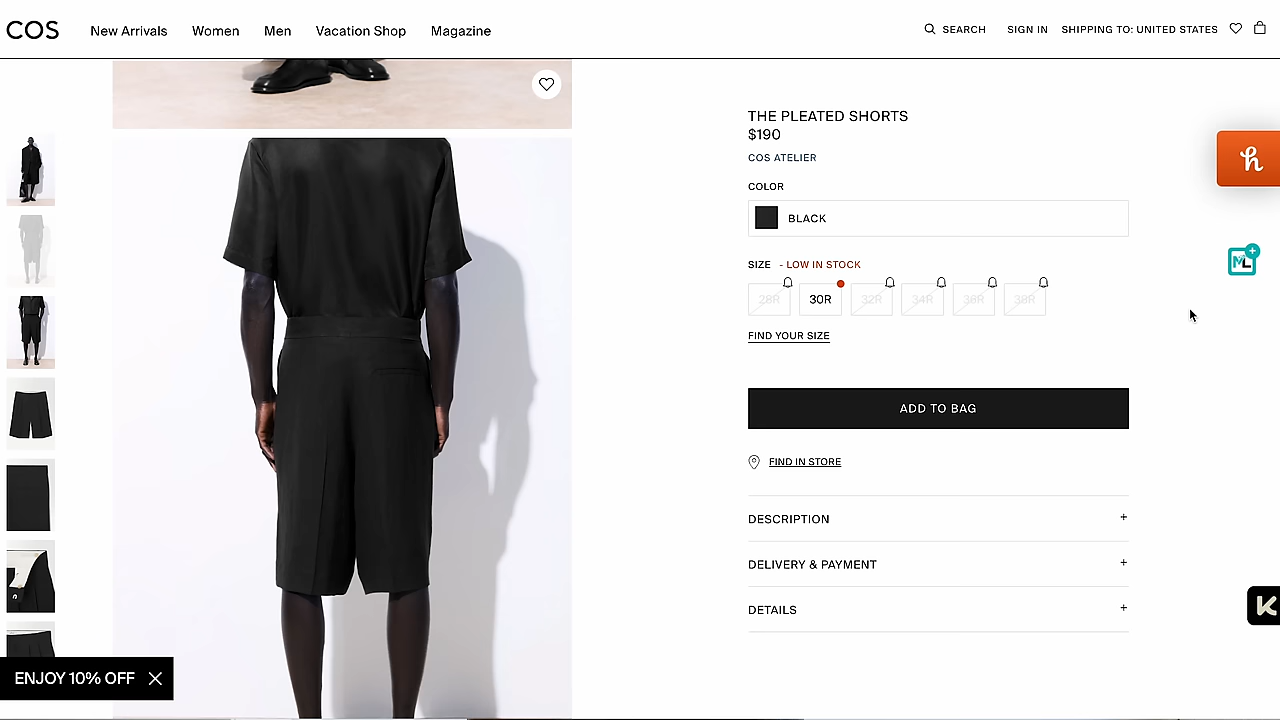 COS
New Arrivals Women Men Vacation Shop Magazine
SEARCH SIGN IN SHIPPING TO: UNITED STATES
THE PLEATED SHORTS
$190
COS ATELIER
COLOR
BLACK
SIZE - LOW IN STOCK
28R 30R 32R 34R 36R 38R
FIND YOUR SIZE
ADD TO BAG
FIND IN STORE
DESCRIPTION +
DELIVERY & PAYMENT +
DETAILS +
ENJOY 10% OFF
h
ML
K